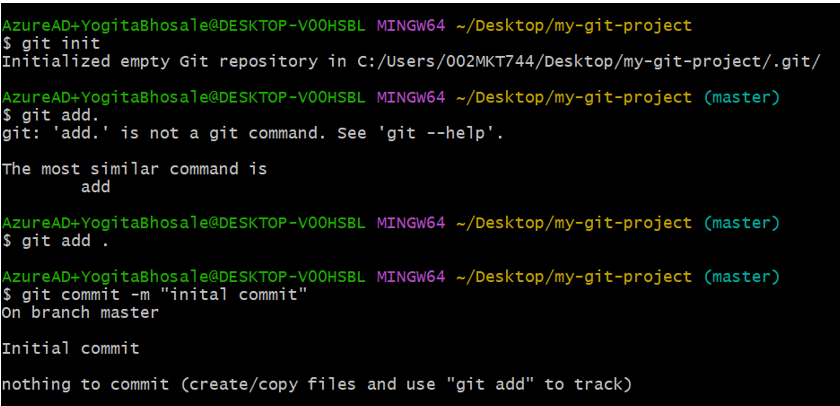 AzureAD+YogitaBhosale@DESKTOP-V0OHSBL MINGW64 ~/Desktop/my-git-project
$ git init
Initialized empty Git repository in C:/Users/002MKT744/Desktop/my-git-project/.git/
AzureAD+YogitaBhosale@DESKTOP-V0OHSBL MINGW64 ~/Desktop/my-git-project (master)
$ git add.
git: 'add.' is not a git command. See 'git --help'.
The most similar command is
add
AzureAD+YogitaBhosale@DESKTOP-V0OHSBL MINGW64 ~/Desktop/my-git-project (master)
$ git add .
AzureAD+YogitaBhosale@DESKTOP-V0OHSBL MINGW64 ~/Desktop/my-git-project (master)
$ git commit -m "inital commit"
On branch master
Initial commit
nothing to commit (create/copy files and use "git add" to track)